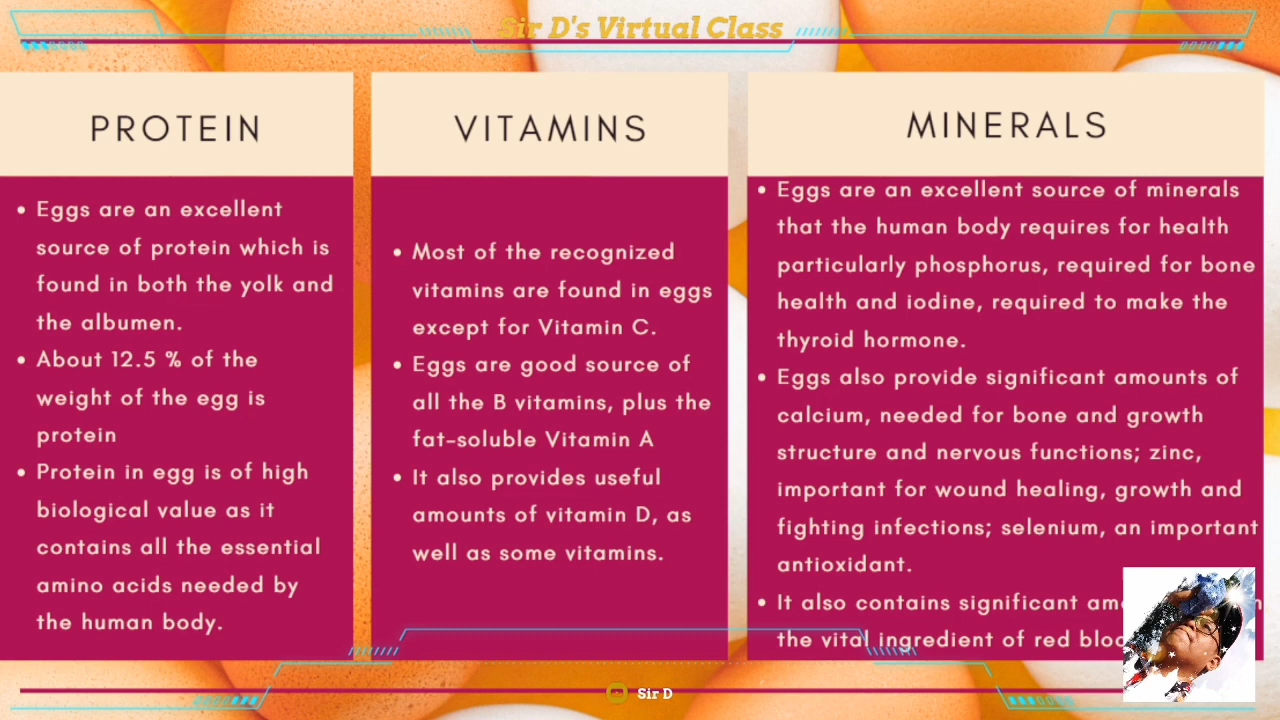 Sir D's Virtual Class
PROTEIN
• Eggs are an excellent
source of protein which is
found in both the yolk and
the albumen.
• About 12.5 % of the
weight of the egg is
protein
• Protein in egg is of high
biological value as it
contains all the essential
amino acids needed by
the human body.
VITAMINS
• Most of the recognized
vitamins are found in eggs
except for Vitamin C.
• Eggs are good source of
all the B vitamins, plus the
fat-soluble Vitamin A
• It also provides useful
amounts of vitamin D, as
well as some vitamins.
MINERALS
• Eggs are an excellent source of minerals
that the human body requires for health
particularly phosphorus, required for bone
health and iodine, required to make the
thyroid hormone.
• Eggs also provide significant amounts of
calcium, needed for bone and growth
structure and nervous functions; zinc,
important for wound healing, growth and
fighting infections; selenium, an important
antioxidant.
• It also contains significant
the vital ingredient of red
Sir D